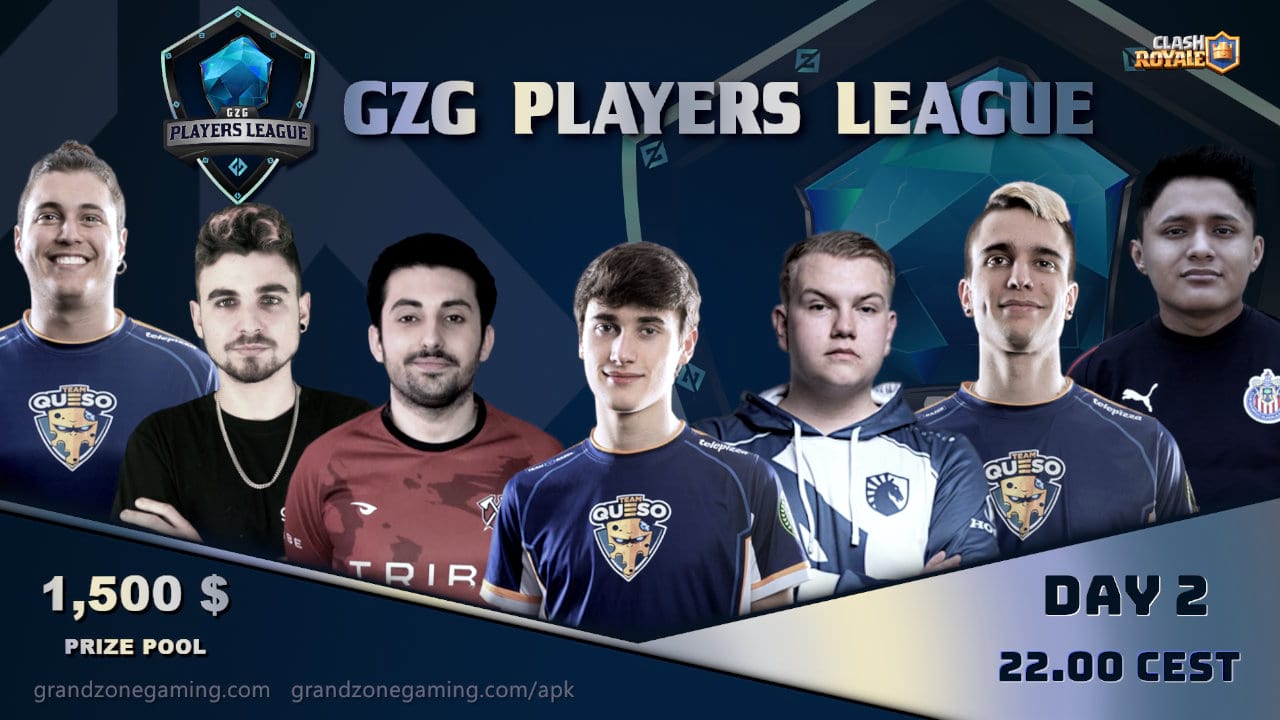 CLASH
ROYALE
GZG PLAYERS LEAGUE
GZG
PLAYERS LEAGUE
TEAM
QUESO
telepizza
TRIB
TEAM
QUESO
telepizza
TEAM
QUESO
telepizza
1,500 $
PRIZE POOL
grandzonegaming.com grandzonegaming.com/apk
DAY 2
22.00 CEST